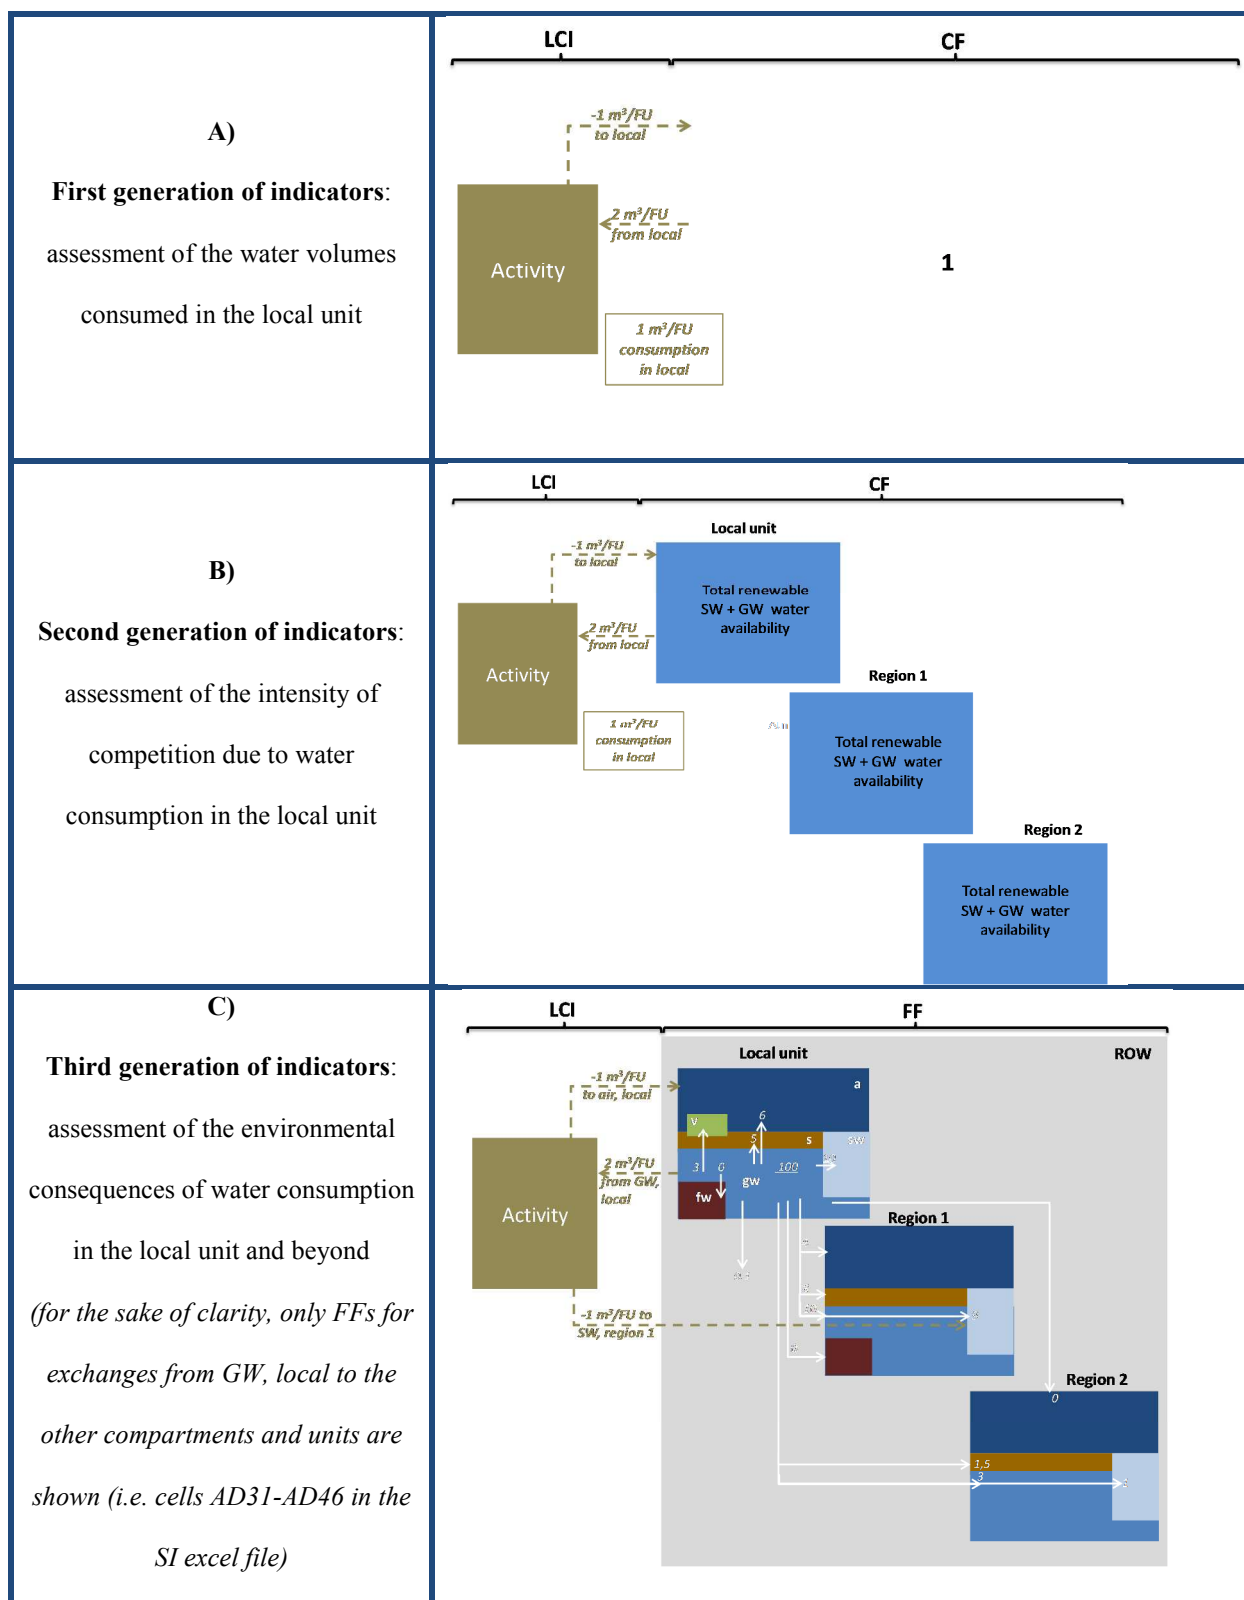 A)
First generation of indicators:
assessment of the water volumes
consumed in the local unit
LCI
CF
-1 m³/FU
to local
2 m³/FU
from local
Activity
1 m³/FU
consumption
in local
1
B)
Second generation of indicators:
assessment of the intensity of
competition due to water
consumption in the local unit
LCI
CF
Local unit
-1 m³/FU
to local
Total renewable
SW + GW water
availability
2 m³/FU
from local
Activity
1 m³/FU
consumption
in local
Region 1
Total renewable
SW + GW water
availability
Region 2
Total renewable
SW + GW water
availability
C)
Third generation of indicators:
assessment of the environmental
consequences of water consumption
in the local unit and beyond
(for the sake of clarity, only FFs for
exchanges from GW, local to the
other compartments and units are
shown (i.e. cells AD31-AD46 in the
SI excel file)
LCI
FF
Local unit
ROW
-1 m³/FU
to air, local
a
v
6
5
s
sw
2 m³/FU
from GW,
local
3
0
100
gw
fw
Activity
Region 1
-1 m³/FU to
SW, region 1
Region 2
0
1,5
3